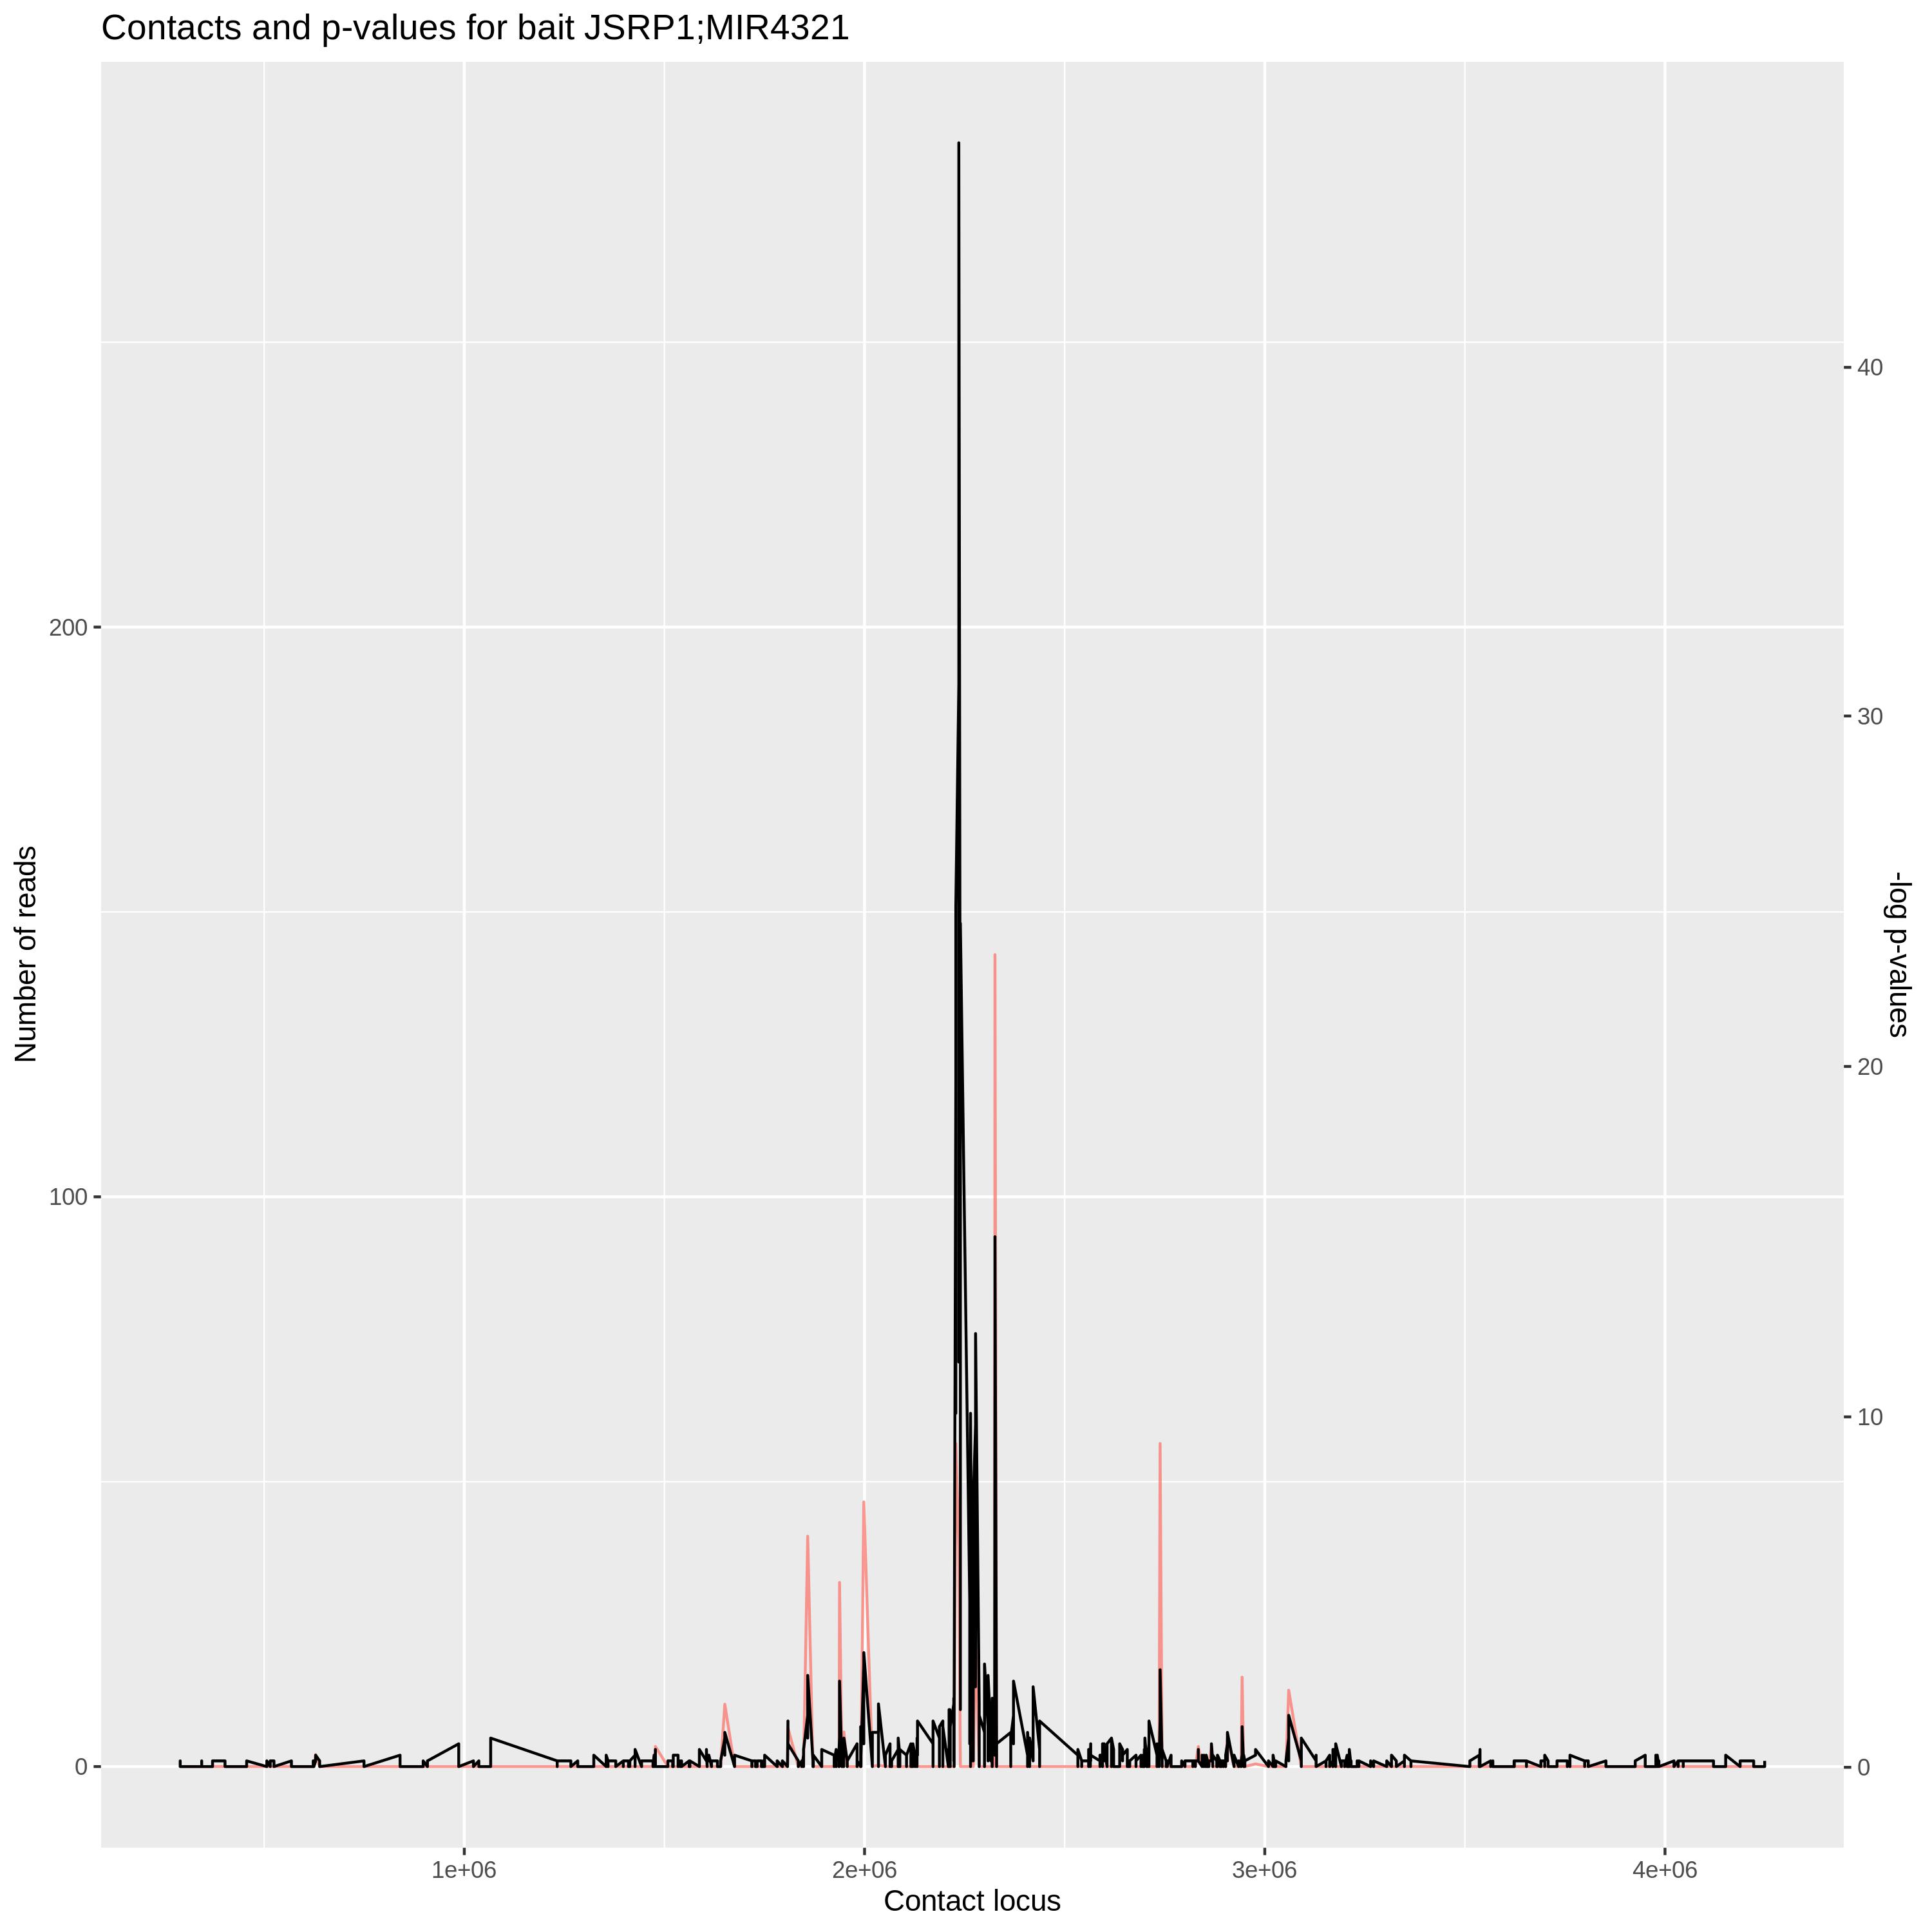 Contacts and p-values for bait JSRP1;MIR4321
Number of reads
200
100
0
40
30
20
10
0
-log p-values
1e+06
2e+06
3e+06
4e+06
Contact locus